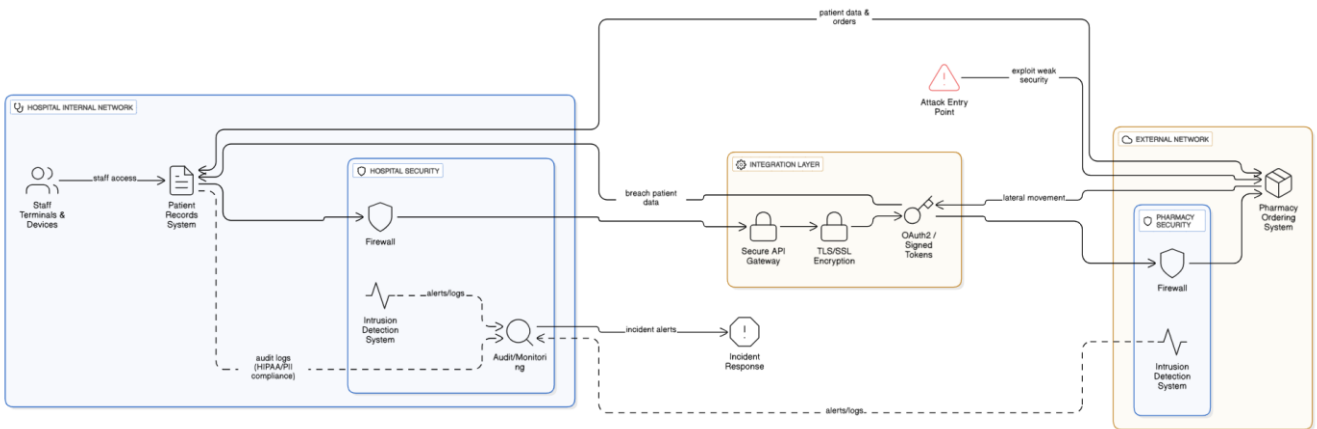 patient data &
orders
exploit weak
security
Attack Entry
Point
HOSPITAL INTERNAL NETWORK
EXTERNAL NETWORK
HOSPITAL SECURITY
INTEGRATION LAYER
staff access
Staff
Terminals &
Devices
Patient
Records
System
breach patient
data
lateral movement
Pharmacy
Ordering
System
PHARMACY
SECURITY
Firewall
Secure API
Gateway
TLS/SSL
Encryption
OAuth2 /
Signed
Tokens
Firewall
alerts/logs
Intrusion
Detection
System
Audit/Monitori
ng
incident alerts
Incident
Response
audit logs
(HIPAA/PII
compliance)
Intrusion
Detection
System
alerts/logs